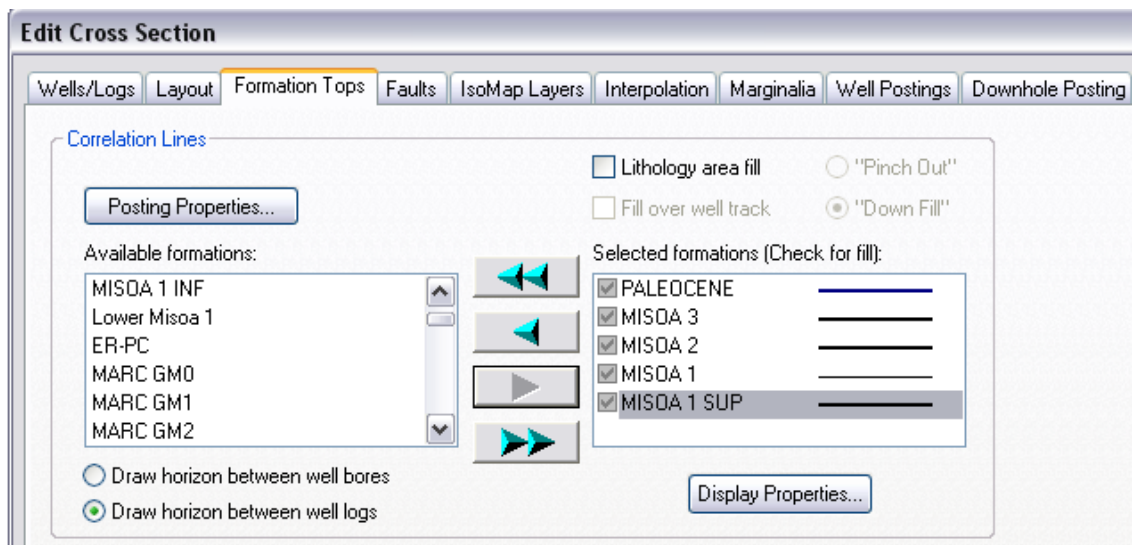 Edit Cross Section
Wells/Logs Layout Formation Tops Faults IsoMap Layers Interpolation Marginalia Well Postings Downhole Posting
Correlation Lines
Lithology area fill "Pinch Out"
Posting Properties... Fill over well track "Down Fill"
Available formations: Selected formations (Check for fill):
MISOA 1 INF PALEOCENE
Lower Misoa 1 MISOA 3
ER-PC MISOA 2
MARC GM0 MISOA 1
MARC GM1 MISOA 1 SUP
MARC GM2
Draw horizon between well bores
Display Properties...
Draw horizon between well logs